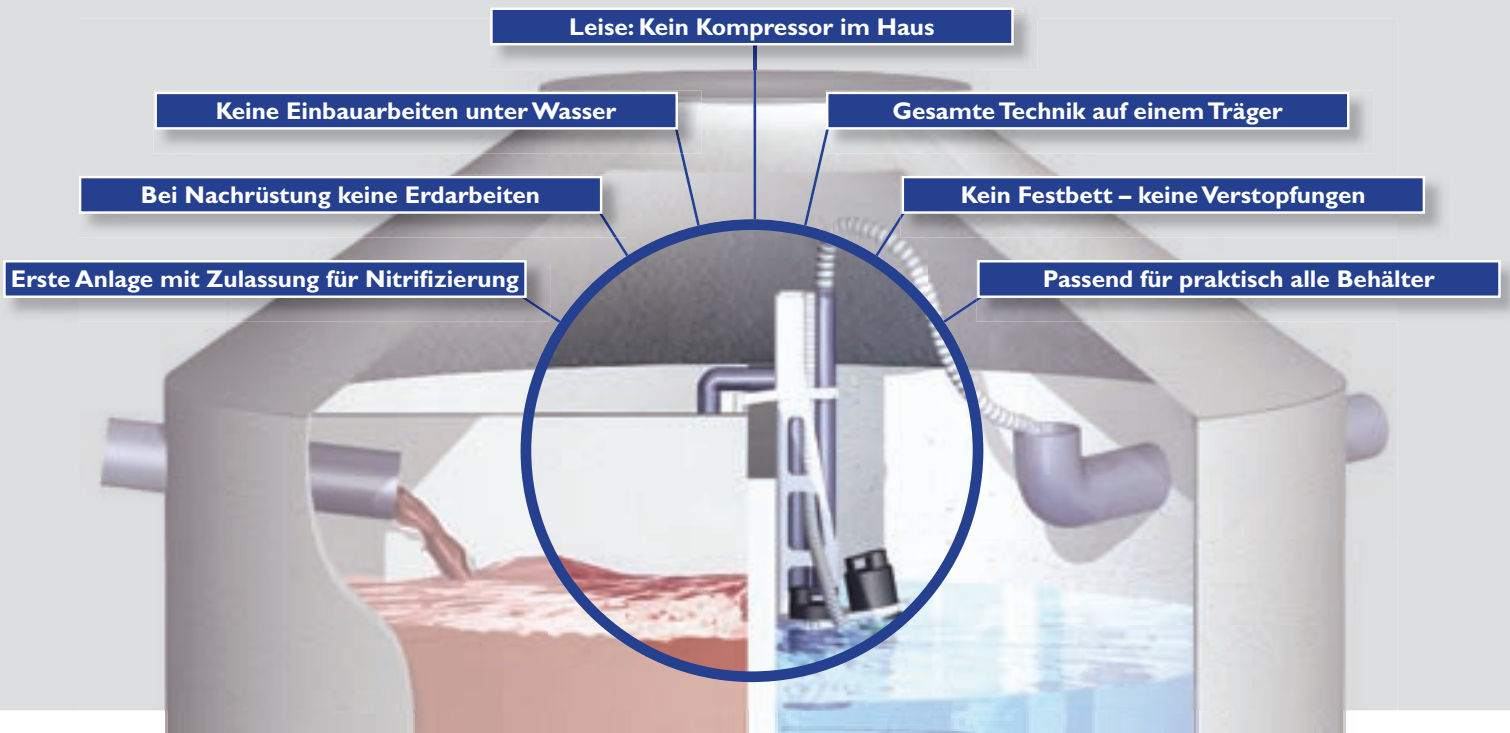 Leise: Kein Kompressor im Haus
Keine Einbauarbeiten unter Wasser
Gesamte Technik auf einem Träger
Bei Nachrüstung keine Erdarbeiten
Kein Festbett – keine Verstopfungen
Erste Anlage mit Zulassung für Nitrifizierung
Passend für praktisch alle Behälter